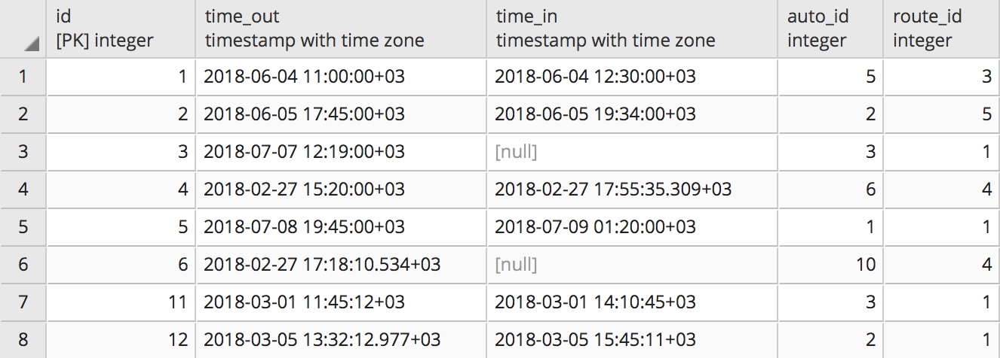 id time_out time_in auto_id route_id
[PK] integer timestamp with time zone timestamp with time zone integer integer
1 1 2018-06-04 11:00:00+03 2018-06-04 12:30:00+03 5 3
2 2 2018-06-05 17:45:00+03 2018-06-05 19:34:00+03 2 5
3 3 2018-07-07 12:19:00+03 [null] 3 1
4 4 2018-02-27 15:20:00+03 2018-02-27 17:55:35.309+03 6 4
5 5 2018-07-08 19:45:00+03 2018-07-09 01:20:00+03 1 1
6 6 2018-02-27 17:18:10.534+03 [null] 10 4
7 11 2018-03-01 11:45:12+03 2018-03-01 14:10:45+03 3 1
8 12 2018-03-05 13:32:12.977+03 2018-03-05 15:45:11+03 2 1